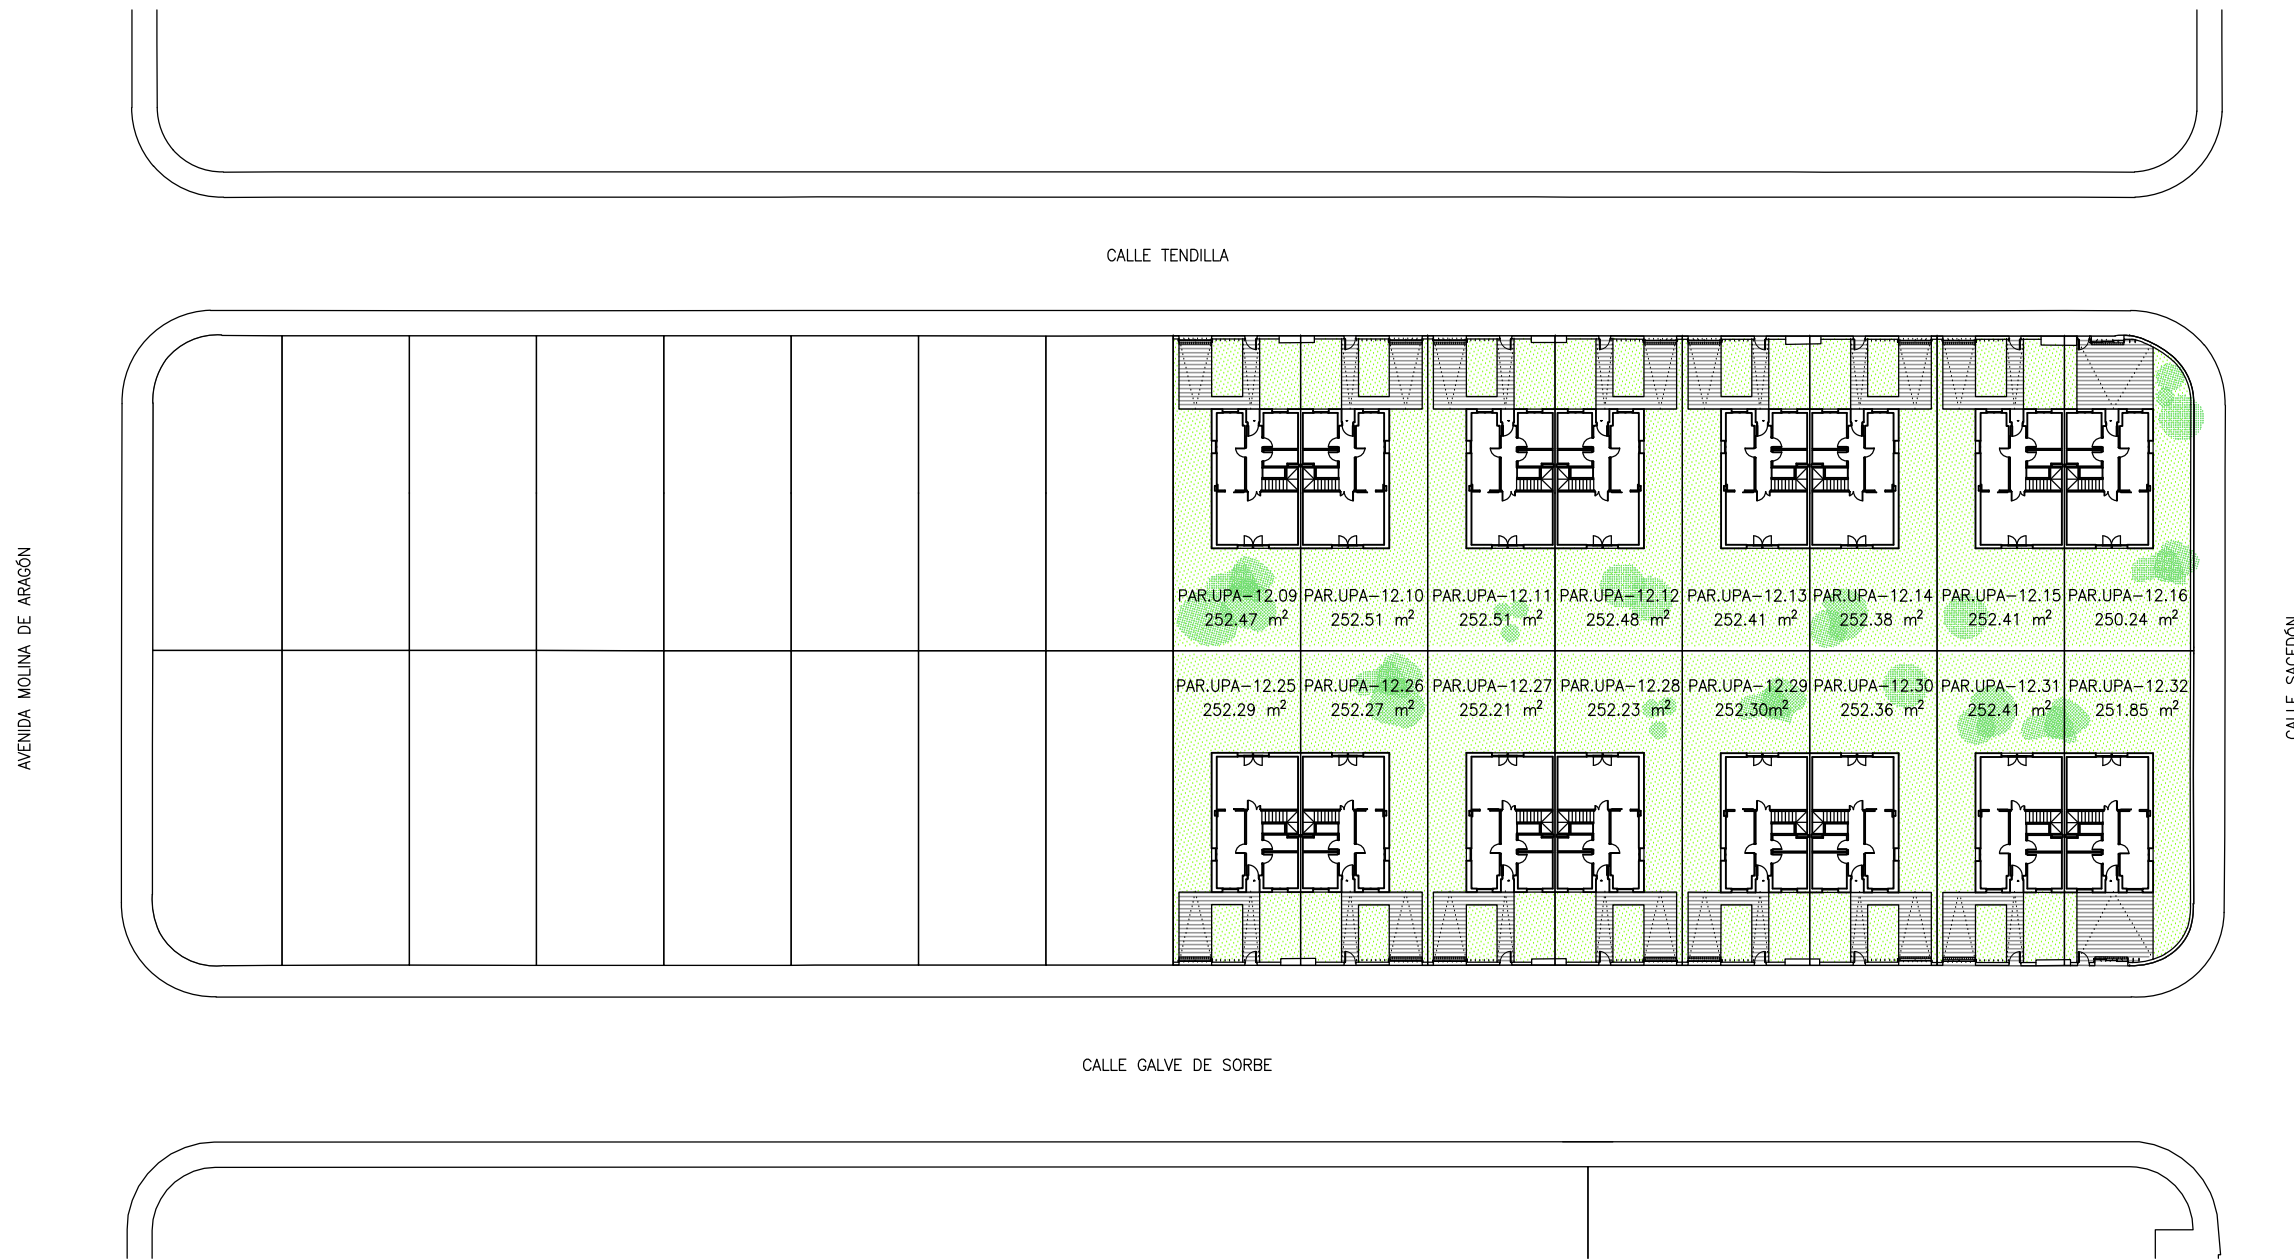 CALLE TENDILLA
AVENIDA MOLINA DE ARAGÓN
PAR.UPA-12.09
252.47 m²
PAR.UPA-12.10
252.51 m²
PAR.UPA-12.11
252.51 m²
PAR.UPA-12.12
252.48 m²
PAR.UPA-12.13
252.41 m²
PAR.UPA-12.14
252.38 m²
PAR.UPA-12.15
252.41 m²
PAR.UPA-12.16
250.24 m²
PAR.UPA-12.25
252.29 m²
PAR.UPA-12.26
252.27 m²
PAR.UPA-12.27
252.21 m²
PAR.UPA-12.28
252.23 m²
PAR.UPA-12.29
252.30m²
PAR.UPA-12.30
252.36 m²
PAR.UPA-12.31
252.41 m²
PAR.UPA-12.32
251.85 m²
CALLE SACEDÓN
CALLE GALVE DE SORBE